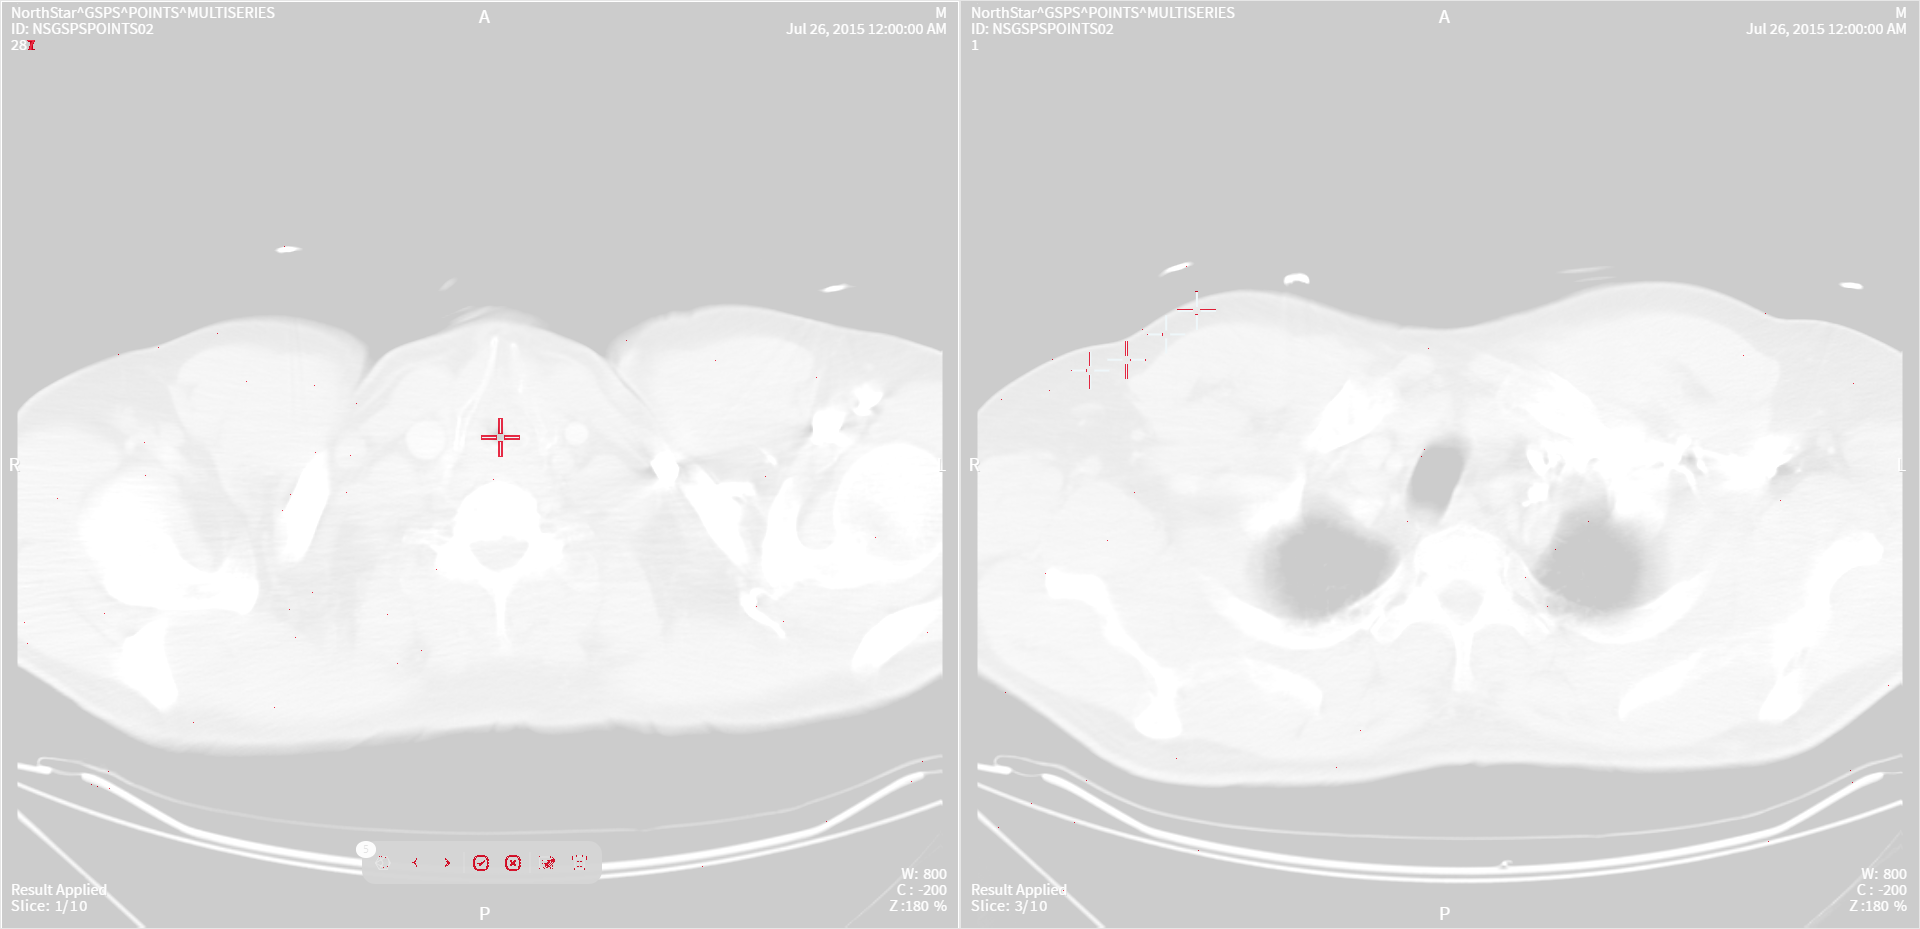 NorthStar^GSPS^POINTS^MULTISERIES
ID: NSGSPSPOINTS02
A
M
Jul 26, 2015 12:00:00 AM
R
L
5
Result Applied
Slice: 1/10
P
W: 800
C : -200
Z :180 %
NorthStar^GSPS^POINTS^MULTISERIES
ID: NSGSPSPOINTS02
1
A
M
Jul 26, 2015 12:00:00 AM
R
L
Result Applied
Slice: 3/10
P
W: 800
C : -200
Z :180 %